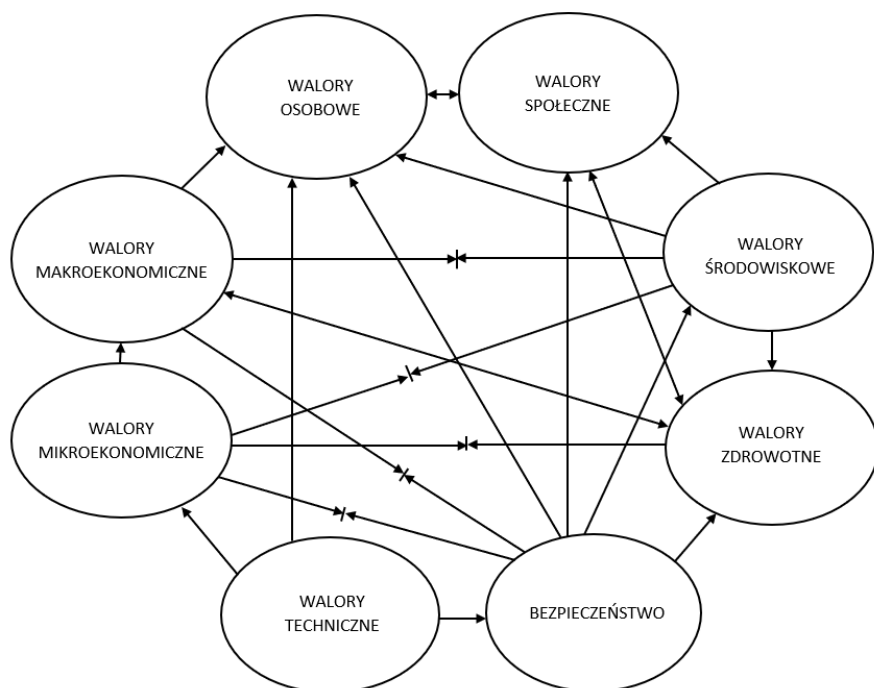 WALORY
OSOBOWE
WALORY
SPOŁECZNE
WALORY
MAKROEKONOMICZNE
WALORY
ŚRODOWISKOWE
WALORY
MIKROEKONOMICZNE
WALORY
ZDROWOTNE
WALORY
TECHNICZNE
BEZPIECZEŃSTWO